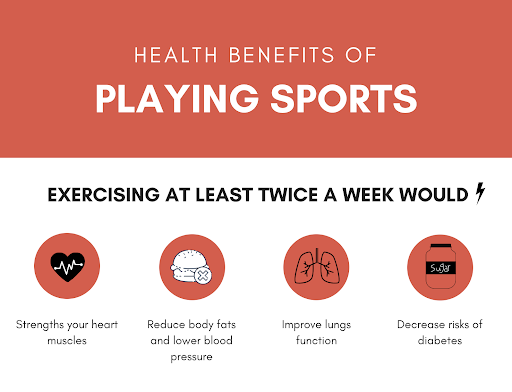 HEALTH BENEFITS OF
PLAYING SPORTS
EXERCISING AT LEAST TWICE A WEEK WOULD
Sugar
Strengths your heart
muscles
Reduce body fats
and lower blood
pressure
Improve lungs
function
Decrease risks of
diabetes